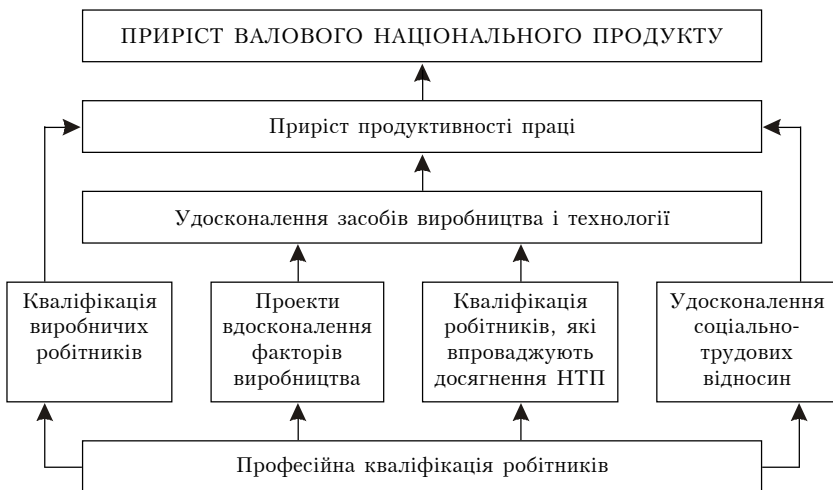 ПРИРІСТ ВАЛОВОГО НАЦІОНАЛЬНОГО ПРОДУКТУ
Приріст продуктивності праці
Удосконалення засобів виробництва і технології
Кваліфікація
виробничих
робітників
Проекти
вдосконалення
факторів
виробництва
Кваліфікація
робітників, які
впроваджують
досягнення НТП
Удосконалення
соціально-
трудових
відносин
Професійна кваліфікація робітників